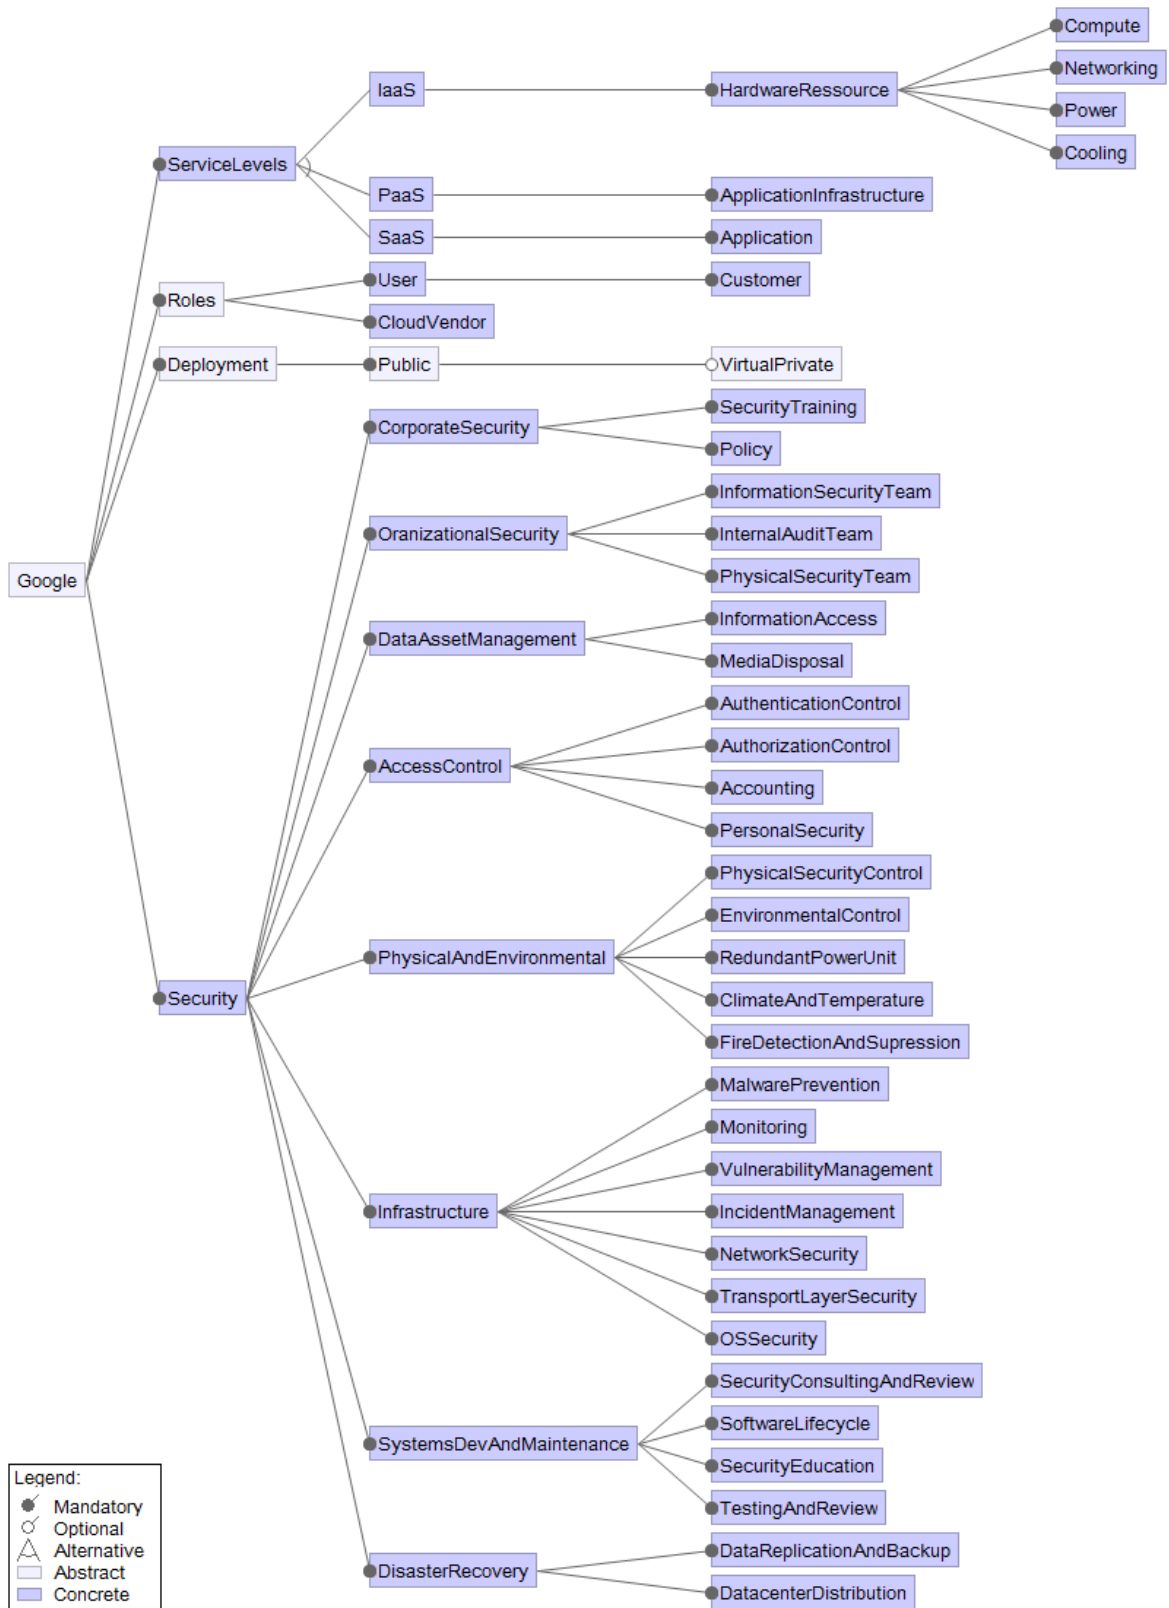 Compute
Networking
IaaS
HardwareRessource
Power
Cooling
ServiceLevels
PaaS
ApplicationInfrastructure
SaaS
Application
User
Customer
Roles
CloudVendor
Deployment
Public
VirtualPrivate
SecurityTraining
CorporateSecurity
Policy
InformationSecurityTeam
OranizationalSecurity
InternalAuditTeam
PhysicalSecurityTeam
Google
InformationAccess
DataAssetManagement
MediaDisposal
AuthenticationControl
AuthorizationControl
AccessControl
Accounting
PersonalSecurity
PhysicalSecurityControl
EnvironmentalControl
PhysicalAndEnvironmental
RedundantPowerUnit
Security
ClimateAndTemperature
FireDetectionAndSupression
MalwarePrevention
Monitoring
VulnerabilityManagement
Infrastructure
IncidentManagement
NetworkSecurity
TransportLayerSecurity
OSSecurity
SecurityConsultingAndReview
SoftwareLifecycle
SystemsDevAndMaintenance
SecurityEducation
TestingAndReview
DataReplicationAndBackup
DisasterRecovery
DatacenterDistribution
Legend:
Mandatory
Optional
Alternative
Abstract
Concrete